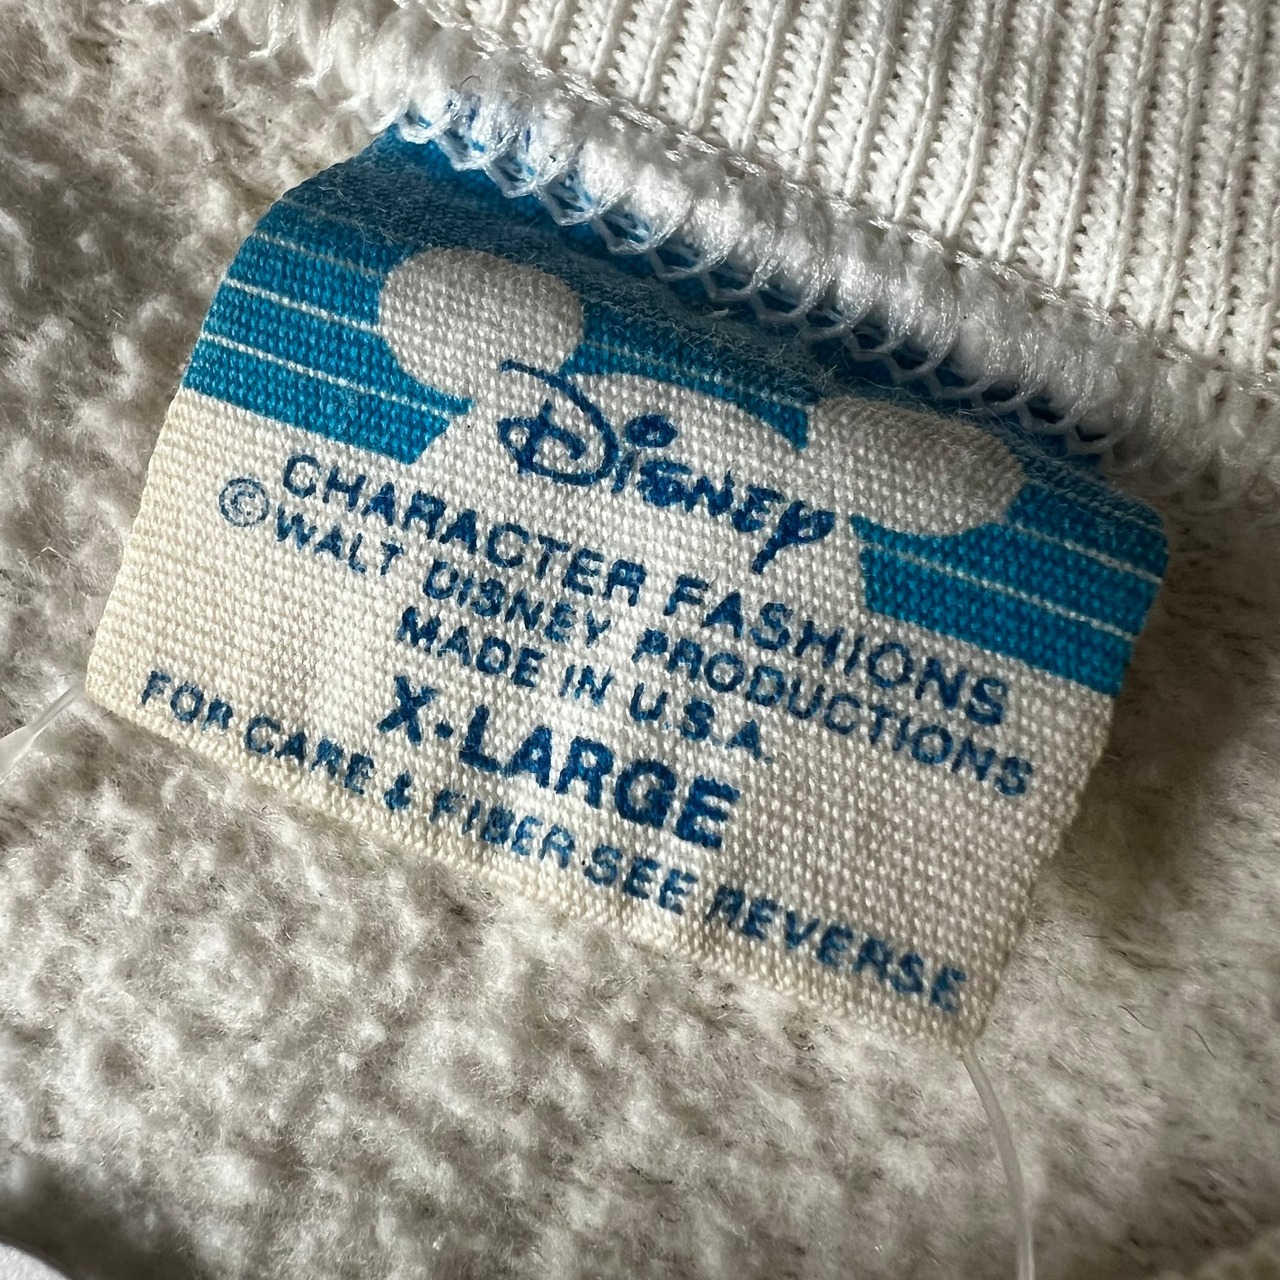 Disney
CHARACTER FASHIONS
©WALT DISNEY PRODUCTIONS
MADE IN U.S.A.
X-LARGE
FOR CARE & FIBER SEE REVERSE